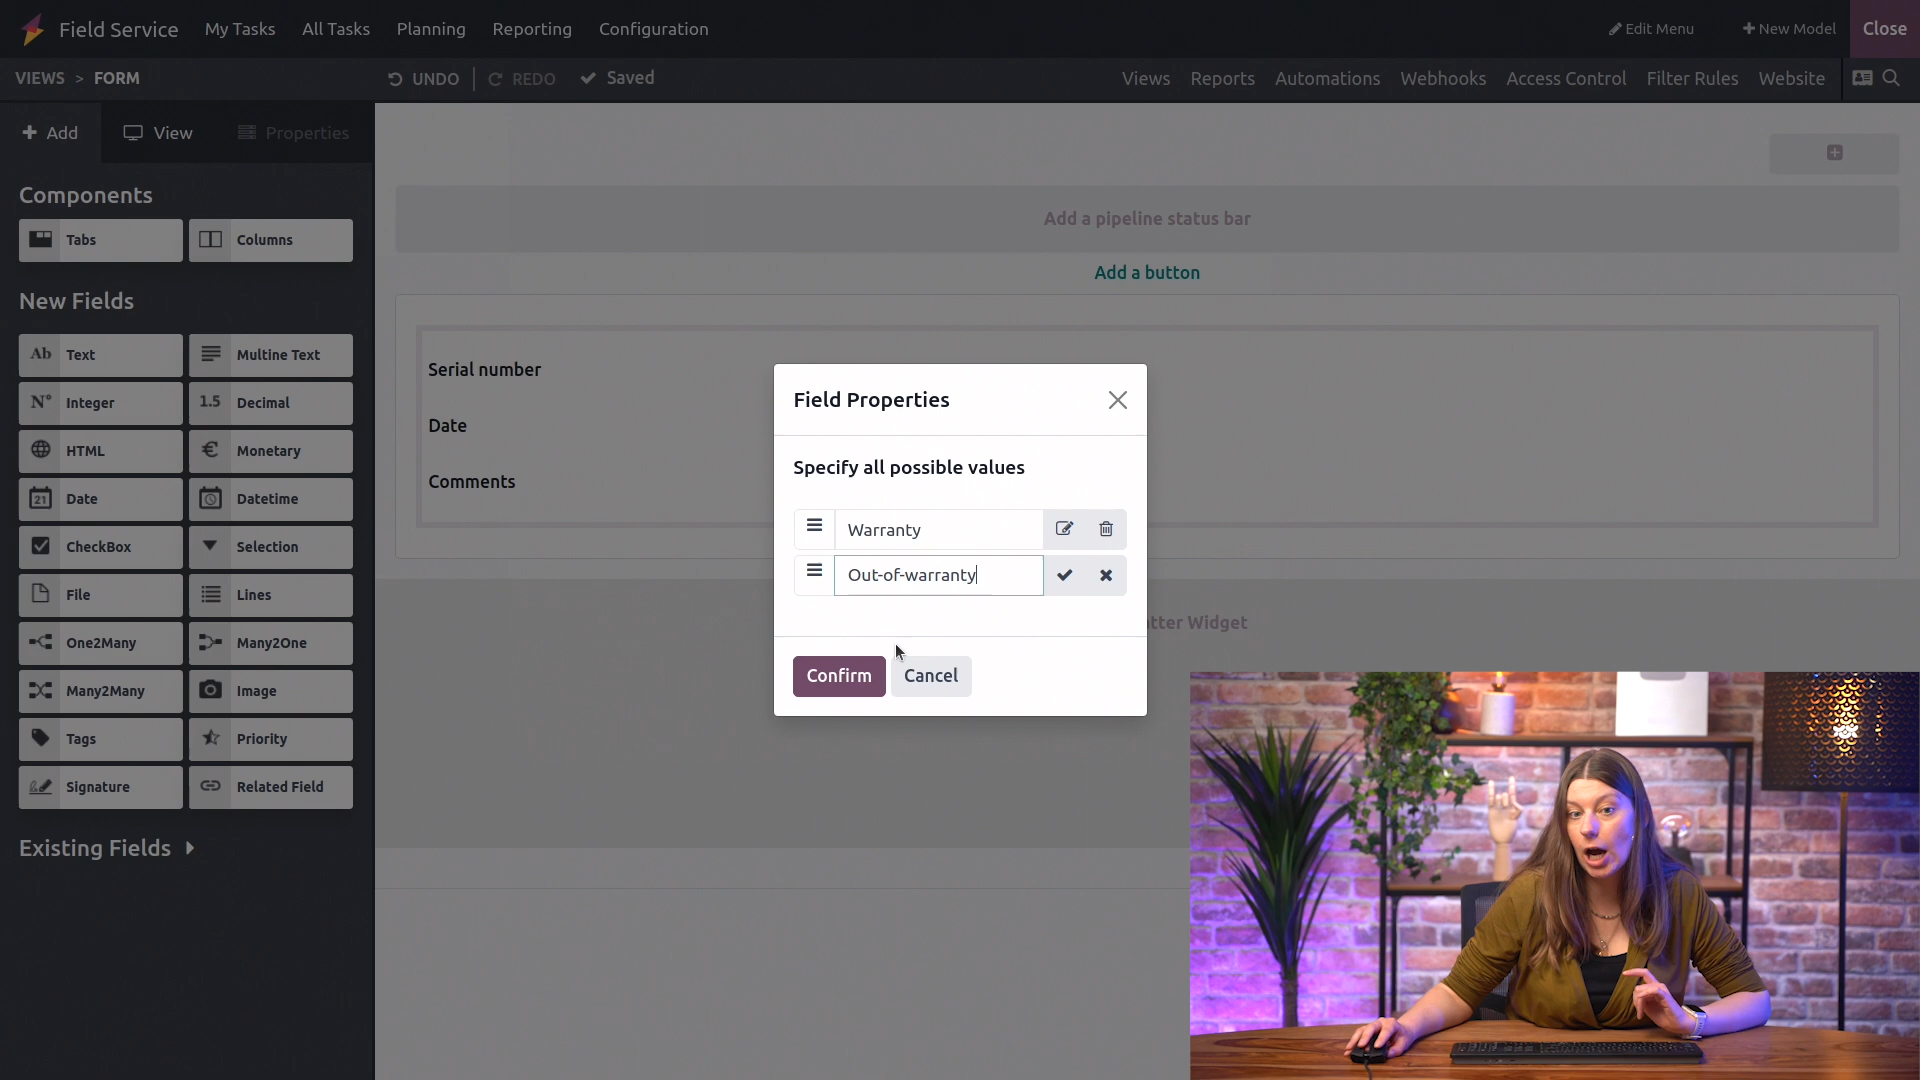 Field Service
My Tasks
All Tasks
Planning
Reporting
Configuration
Edit Menu
New Model
Close
VIEWS > FORM
UNDO
REDO
Saved
Views
Reports
Automations
Webhooks
Access Control
Filter Rules
Website
Add
View
Properties
Components
Tabs
Columns
New Fields
Ab Text
Multine Text
N° Integer
1.5 Decimal
HTML
€ Monetary
21 Date
Datetime
CheckBox
Selection
File
Lines
One2Many
Many2One
Many2Many
Image
Tags
Priority
Signature
Related Field
Existing Fields
Add a pipeline status bar
Add a button
Serial number
Date
Comments
Field Properties
Specify all possible values
Warranty
Out-of-warranty
Confirm
Cancel
tter Widget